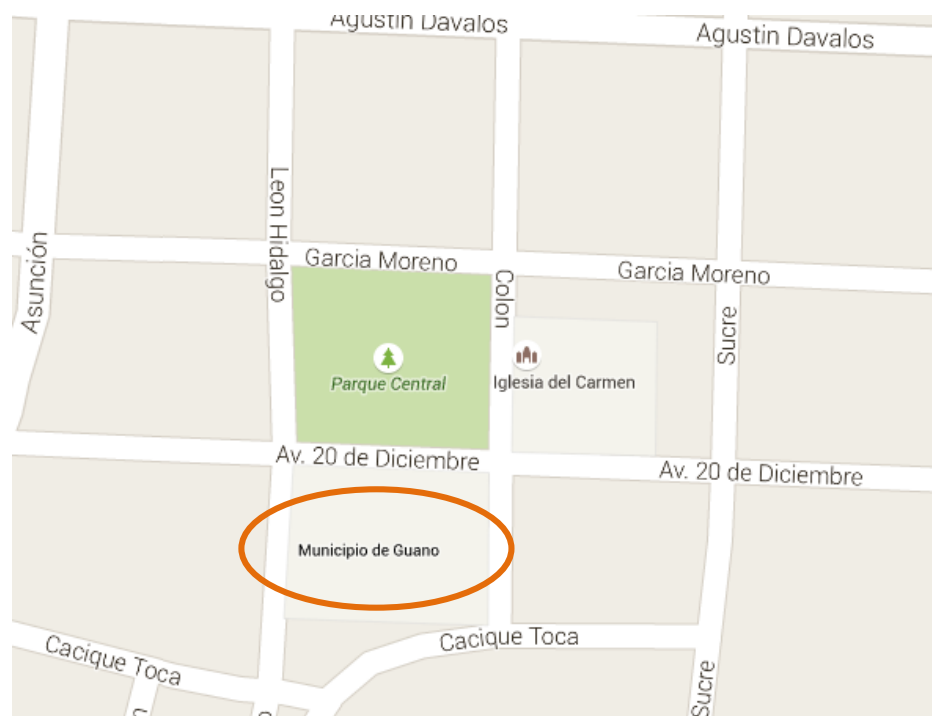 Agustin Davalos
Agustin Davalos
Leon Hidalgo
Asunción
Garcia Moreno
Garcia Moreno
Colon
Sucre
Parque Central
Iglesia del Carmen
Av. 20 de Diciembre
Av. 20 de Diciembre
Municipio de Guano
Cacique Toca
Cacique Toca
Sucre